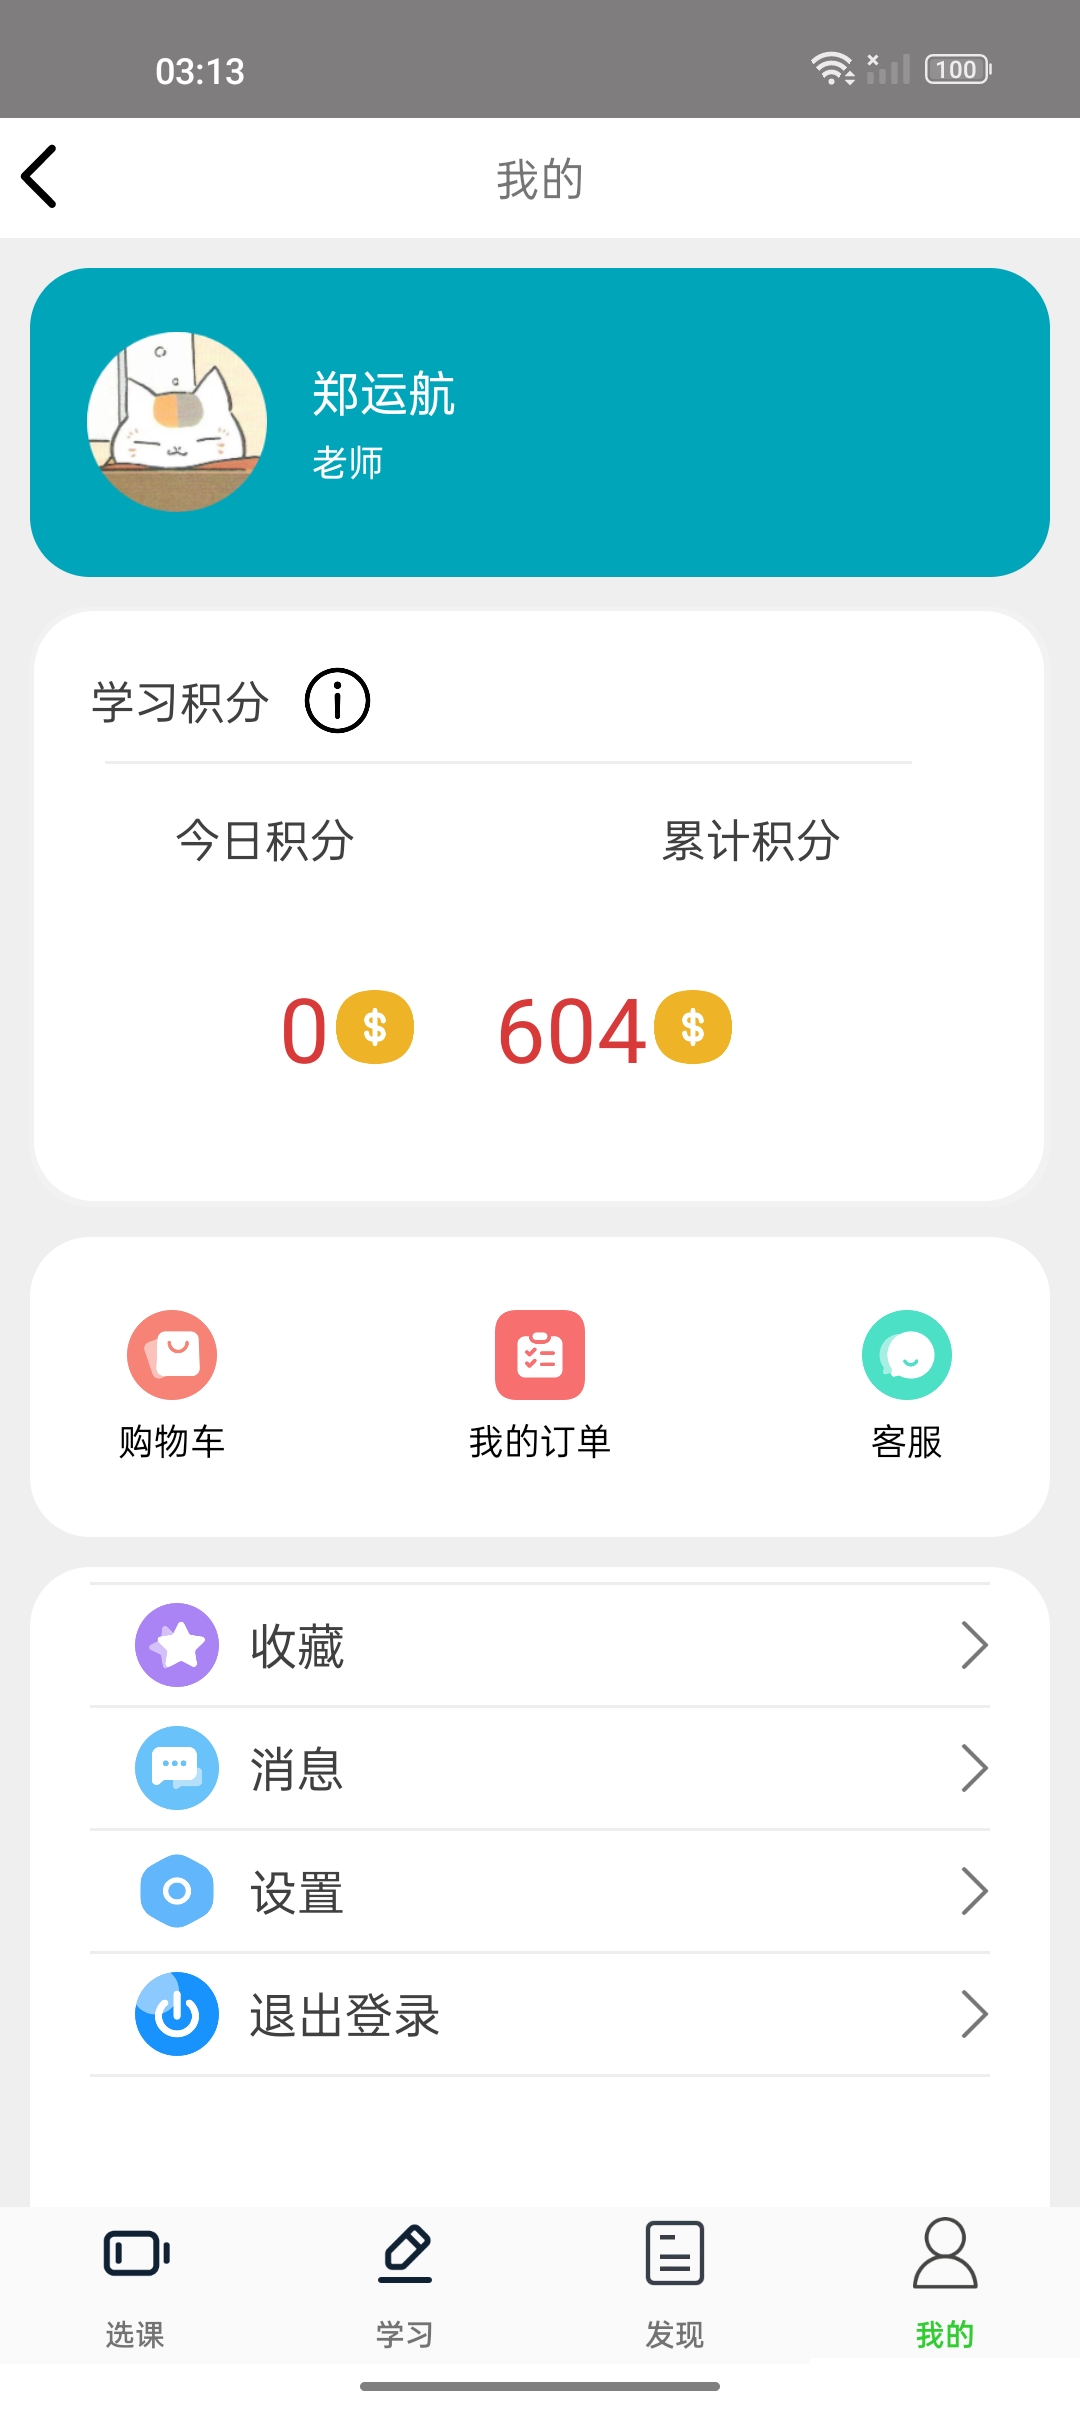 03:13
100
我的
郑运航
老师
学习积分
今日积分 累计积分
0 604
购物车 我的订单 客服
收藏
消息
设置
退出登录
选课 学习 发现 我的